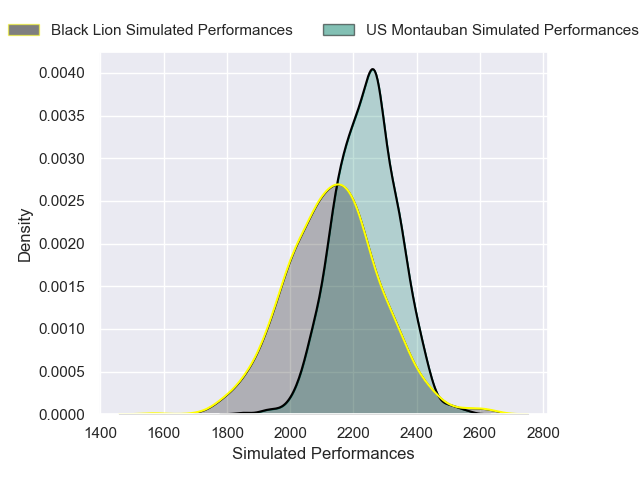 Black Lion Simulated Performances US Montauban Simulated Performances
0.0040
0.0035
0.0030
0.0025
0.0020
0.0015
0.0010
0.0005
0.0000
Density
1400 1600 1800 2000 2200 2400 2600 2800
Simulated Performances